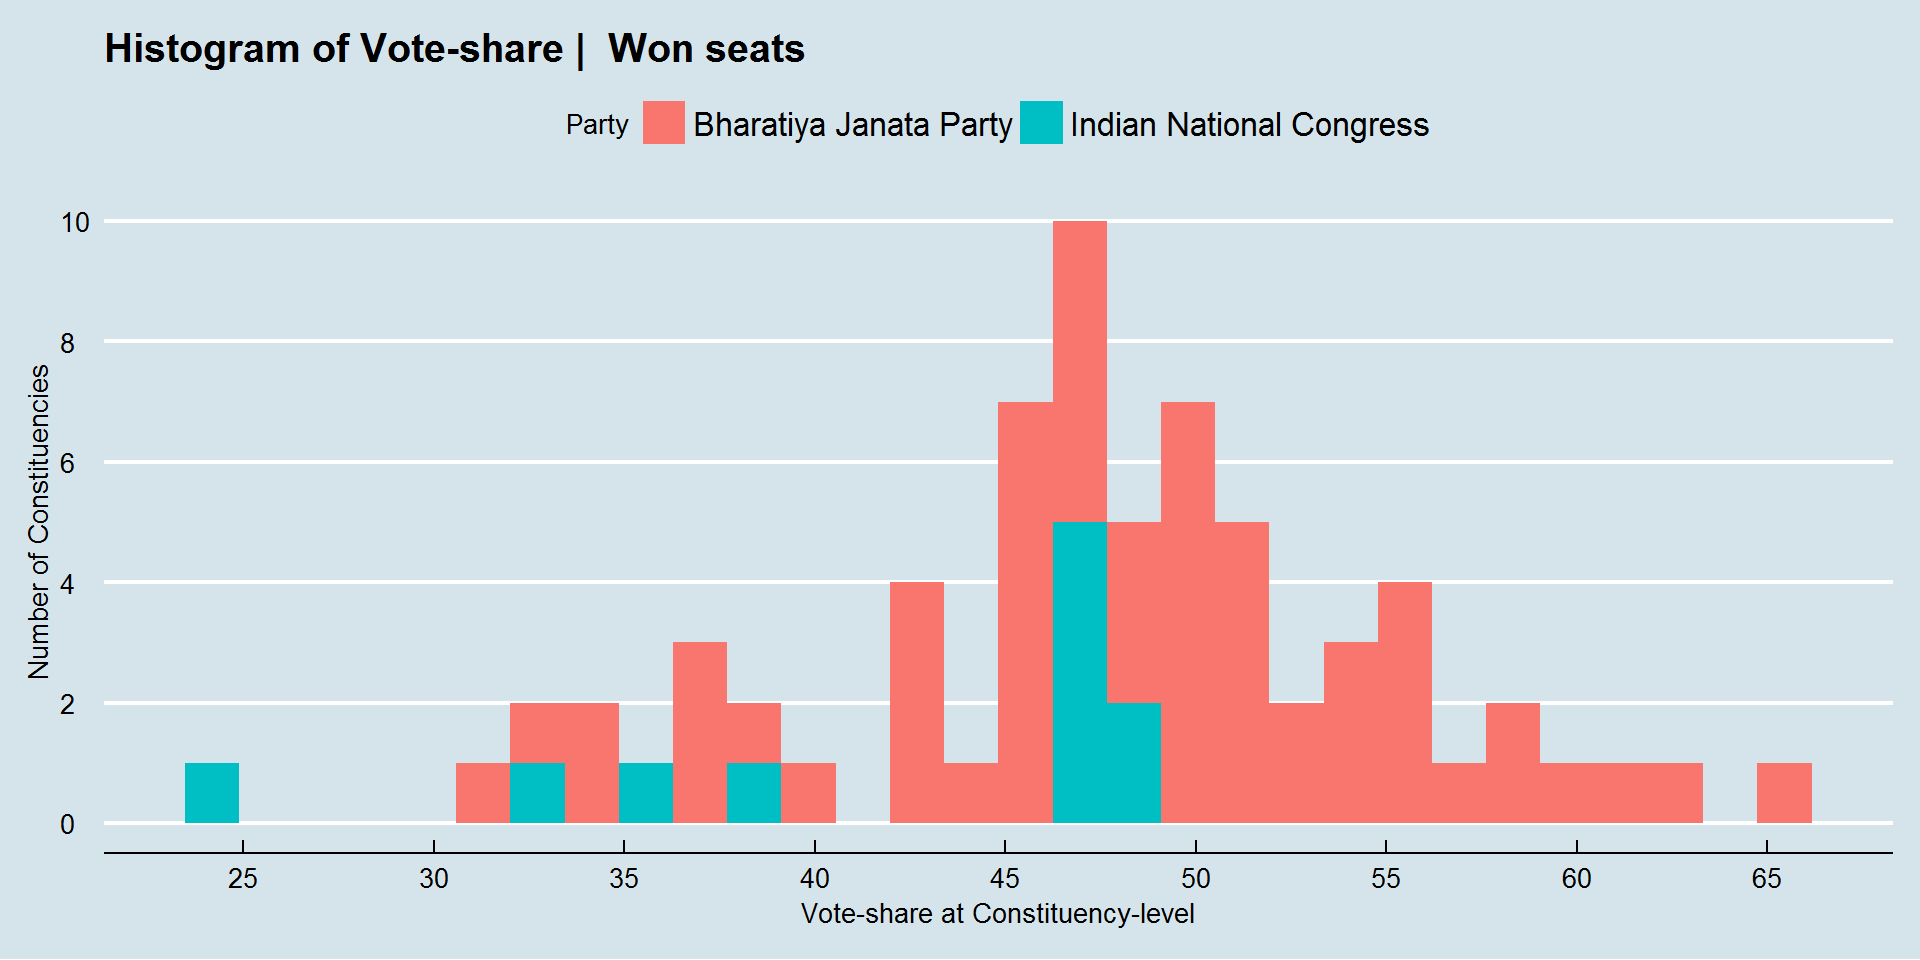 Histogram of Vote-share |  Won seats
Party Bharatiya Janata Party Indian National Congress
10
8
6
4
2
0
Number of Constituencies
25 30 35 40 45 50 55 60 65
Vote-share at Constituency-level